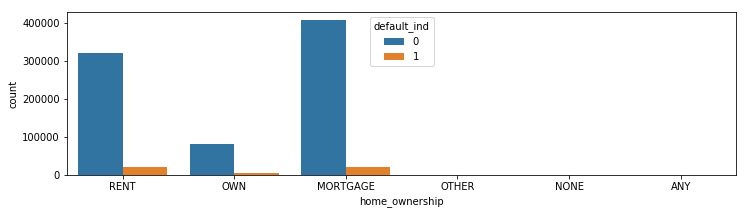 default_ind
0
1
400000
300000
200000
100000
0
count
RENT OWN MORTGAGE OTHER NONE ANY
home_ownership